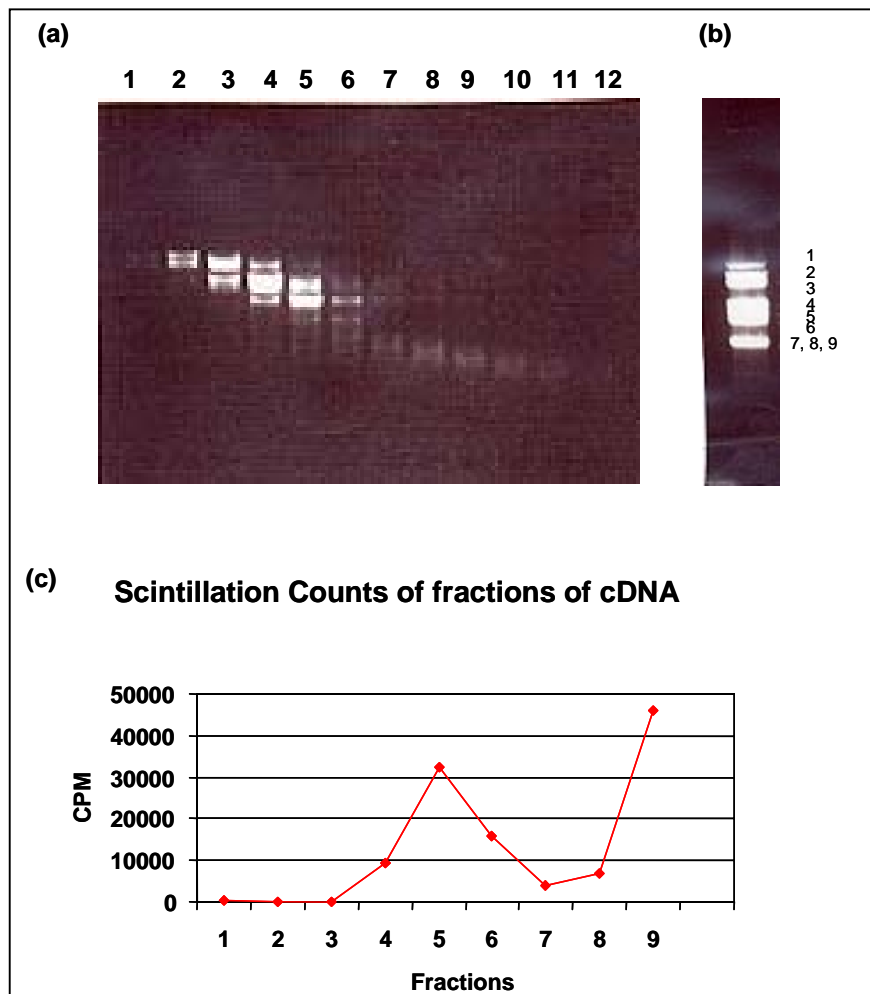 (a)
(b)
1 2 3 4 5 6 7 8 9 10 11 12
1
2
3
4
5
6
7, 8, 9
(c)
Scintillation Counts of fractions of cDNA
50000
40000
30000
20000
10000
0
CPM
1 2 3 4 5 6 7 8 9
Fractions